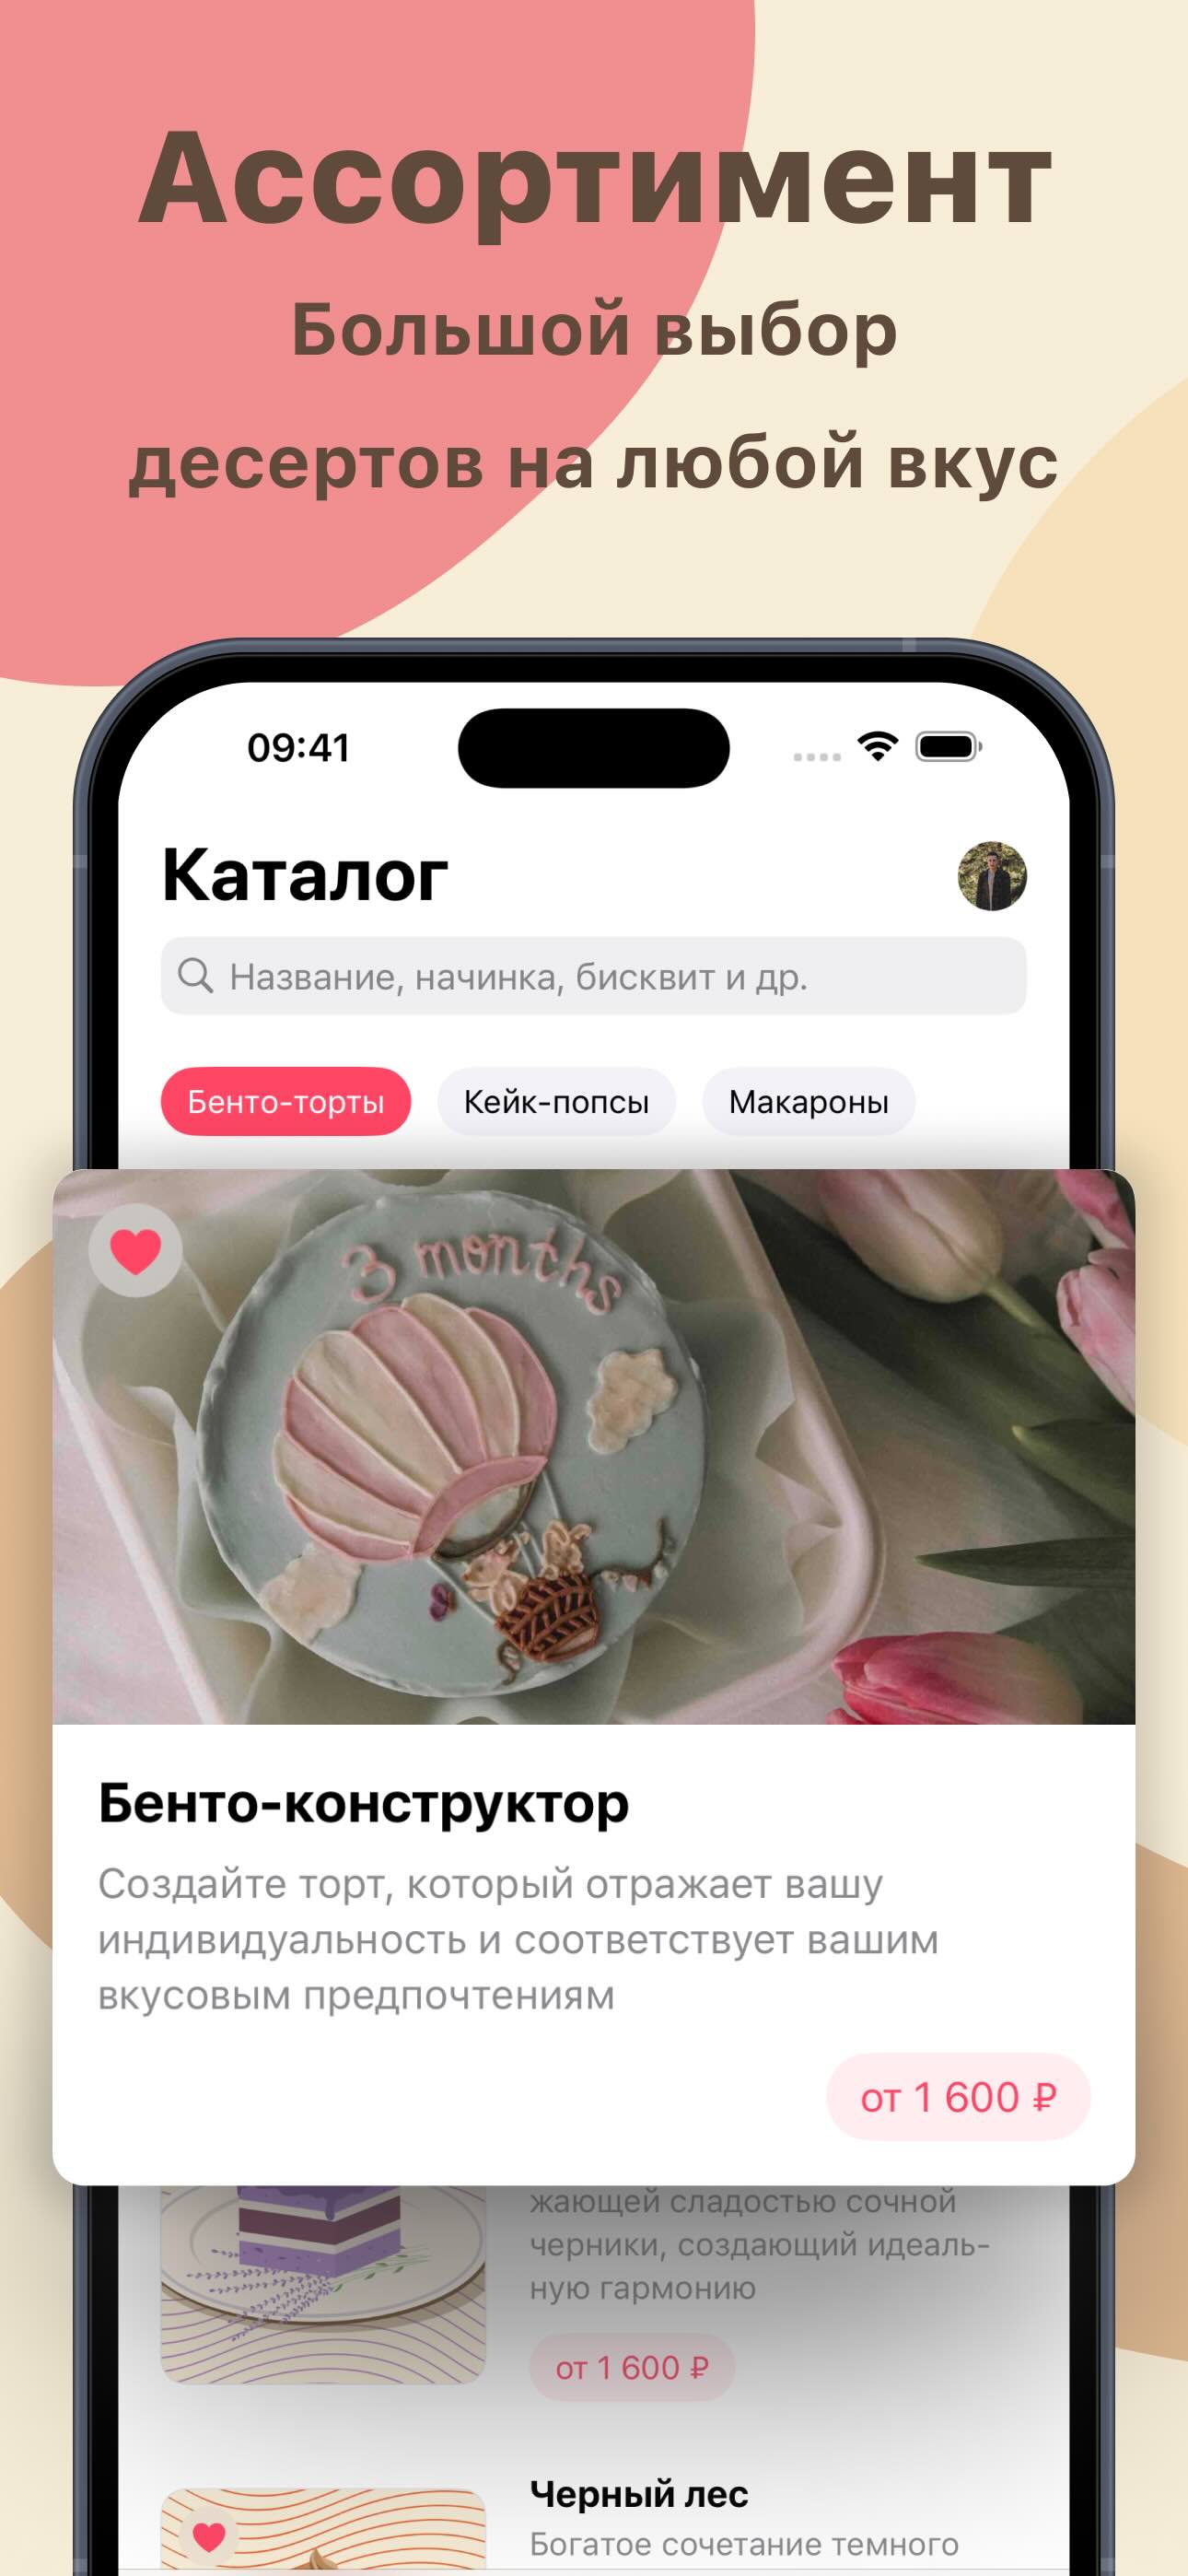 Ассортимент
Большой выбор
десертов на любой вкус
09:41
Каталог
Название, начинка, бисквит и др.
Бенто-торты
Кейк-попсы
Макароны
3 months
Бенто-конструктор
Создайте торт, который отражает вашу
индивидуальность и соответствует вашим
вкусовым предпочтениям
от 1 600 ₽
жающей сладостью сочной
черники, создающий идеаль-
ную гармонию
от 1 600 ₽
Черный лес
Богатое сочетание темного